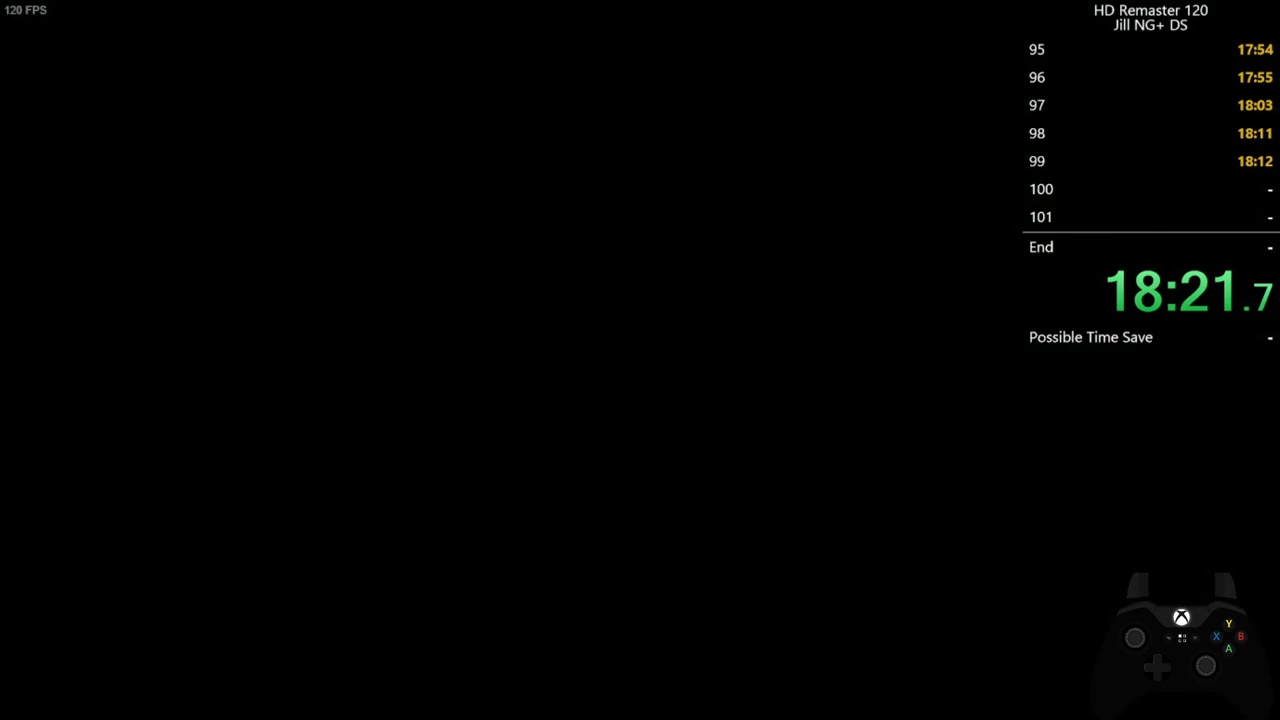 120 FPS
HD Remaster 120
Jill NG+ DS
95 17:54
96 17:55
97 18:03
98 18:11
99 18:12
100 -
101 -
End -
18:21.7
Possible Time Save -
Y
X B
A